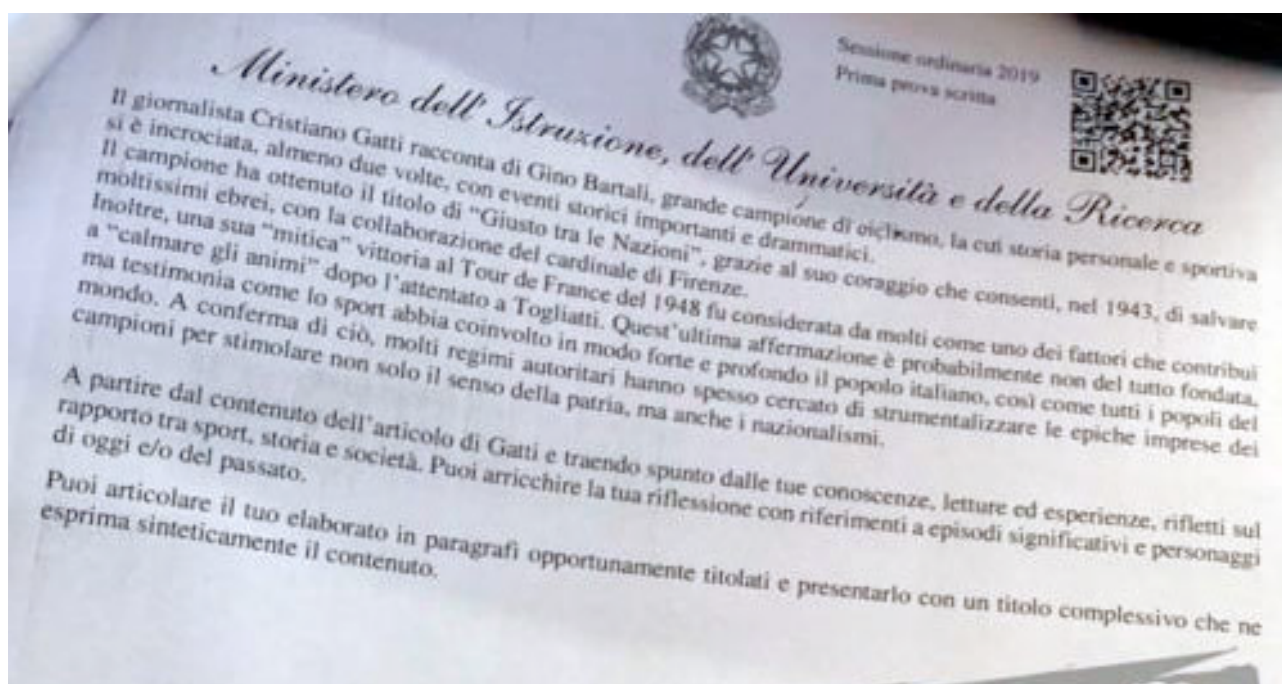 Sessione ordinaria 2019
Prima prova scritta
Ministero dell'Istruzione, dell'Università e della Ricerca
Il giornalista Cristiano Gatti racconta di Gino Bartali, grande campione di ciclismo, la cui storia personale e sportiva
si è incrociata, almeno due volte, con eventi storici importanti e drammatici.
Il campione ha ottenuto il titolo di "Giusto tra le Nazioni", grazie al suo coraggio che consentì, nel 1943, di salvare
moltissimi ebrei, con la collaborazione del cardinale di Firenze.
Inoltre, una sua "mitica" vittoria al Tour de France del 1948 fu considerata da molti come uno dei fattori che contribuì
a "calmare gli animi" dopo l'attentato a Togliatti. Quest'ultima affermazione è probabilmente non del tutto fondata,
ma testimonia come lo sport abbia coinvolto in modo forte e profondo il popolo italiano, così come tutti i popoli del
mondo. A conferma di ciò, molti regimi autoritari hanno spesso cercato di strumentalizzare le epiche imprese dei
campioni per stimolare non solo il senso della patria, ma anche i nazionalismi.
A partire dal contenuto dell'articolo di Gatti e traendo spunto dalle tue conoscenze, letture ed esperienze, rifletti sul
rapporto tra sport, storia e società. Puoi arricchire la tua riflessione con riferimenti a episodi significativi e personaggi
di oggi e/o del passato.
Puoi articolare il tuo elaborato in paragrafi opportunamente titolati e presentarlo con un titolo complessivo che ne
esprima sinteticamente il contenuto.